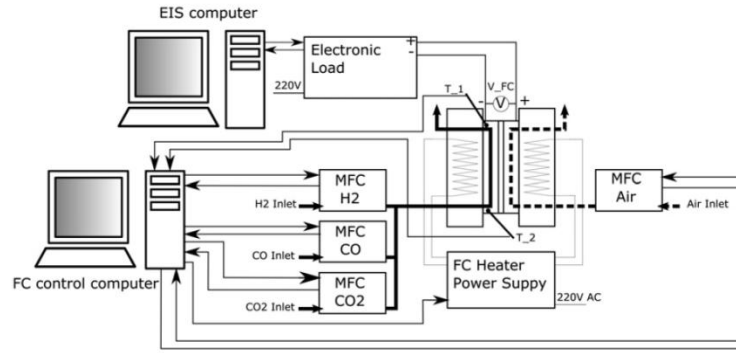 EIS computer
Electronic
Load
+
-
220V
V_FC
T_1
-
V
+
MFC
H2
H2 Inlet
MFC
Air
Air Inlet
T_2
MFC
CO
CO Inlet
FC Heater
Power Suppy
MFC
CO2
FC control computer
CO2 Inlet
220V AC